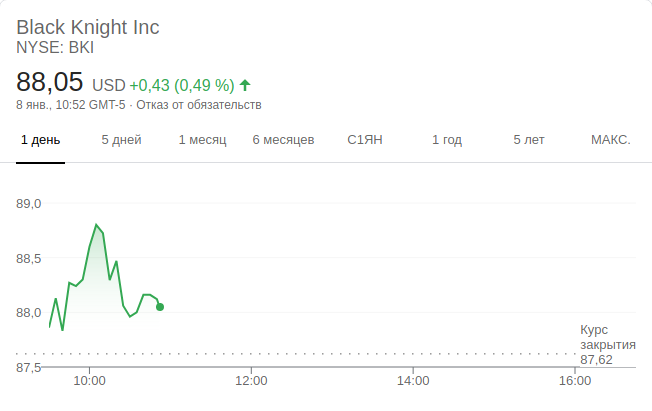 Black Knight Inc
NYSE: BKI
88,05 USD +0,43 (0,49 %)
8 янв., 10:52 GMT-5 · Отказ от обязательств
1 день 5 дней 1 месяц 6 месяцев С1ЯН 1 год 5 лет МАКС.
89,0
88,5
88,0
Курс
закрытия
87,62
87,5
10:00 12:00 14:00 16:00